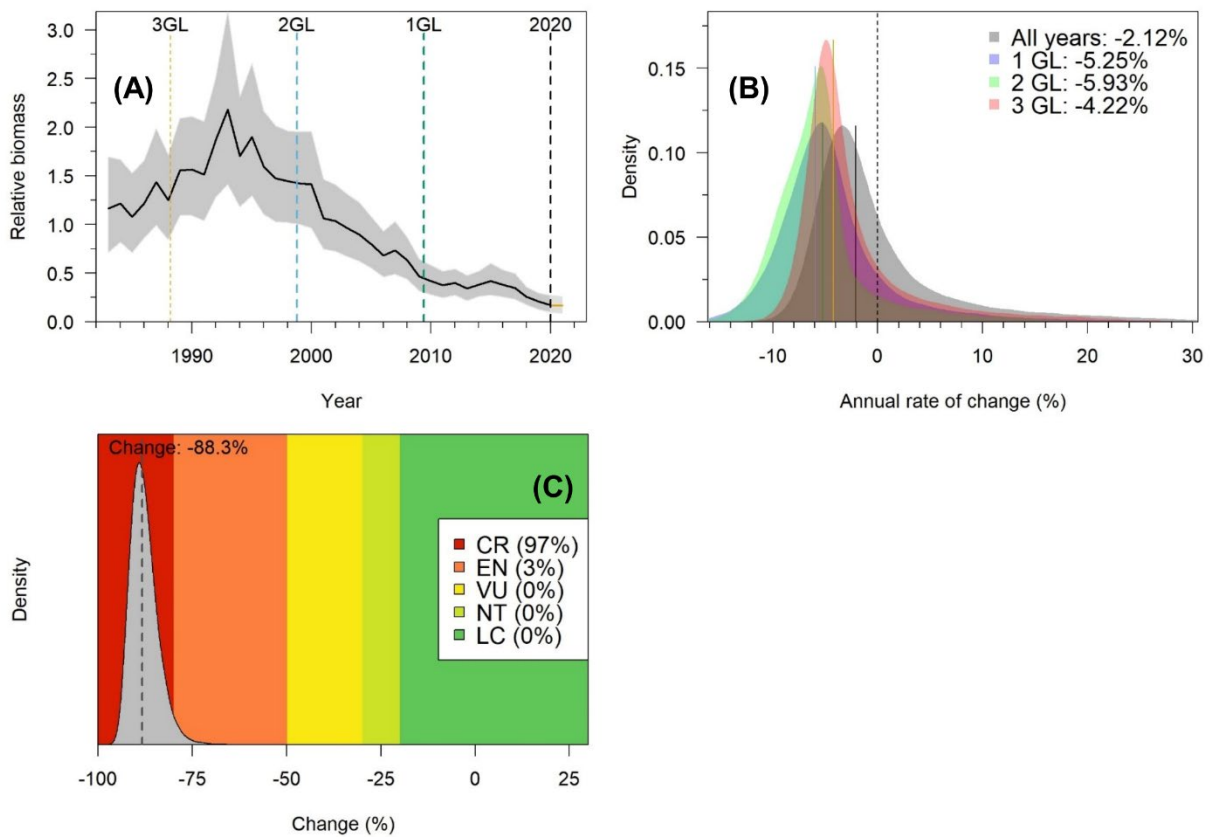 3GL 2GL 1GL 2020
(A)
3.0
2.5
2.0
1.5
1.0
0.5
0.0
Relative biomass
1990 2000 2010 2020
Year
(B)
All years: -2.12%
1 GL: -5.25%
2 GL: -5.93%
3 GL: -4.22%
0.15
0.10
0.05
0.00
Density
-10 0 10 20 30
Annual rate of change (%)
Change: -88.3%
(C)
CR (97%)
EN (3%)
VU (0%)
NT (0%)
LC (0%)
Density
-100 -75 -50 -25 0 25
Change (%)